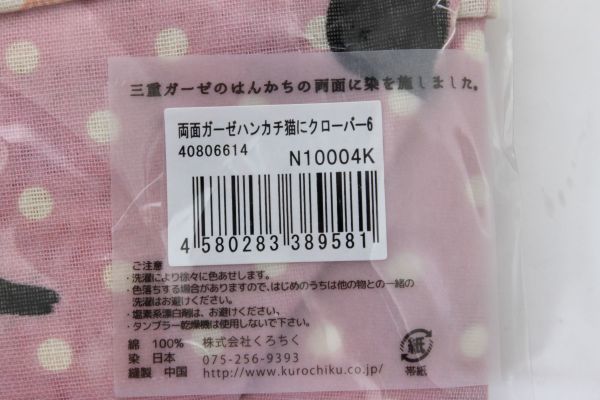 三重ガーゼのはんかちの両面に染を施しました。
両面ガーゼハンカチ猫にクローバー6
40806614 N10004K
4 580283 389581
ご注意
・洗濯により徐々に色あせします。
・色落ちする場合がありますので、はじめのうちは他の物との一緒の
洗濯はお避けください。
・塩素系漂白剤は、お避けください、
・タンブラー乾燥機は使用しないで下さい。
綿 100% 株式会社くろちく
染 日本 075-256-9393
縫製 中国 http://www.kurochiku.co.jp/
紙
帯紙